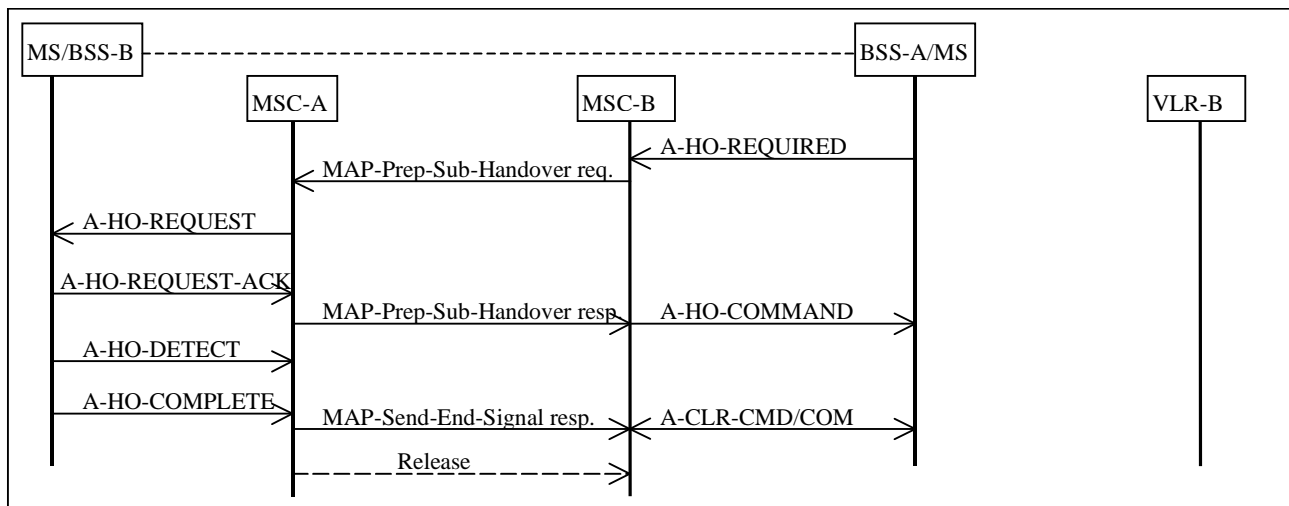 MS/BSS-B
BSS-A/MS
MSC-A
MSC-B
VLR-B
A-HO-REQUIRED
MAP-Prep-Sub-Handover req.
A-HO-REQUEST
A-HO-REQUEST-ACK
MAP-Prep-Sub-Handover resp.
A-HO-COMMAND
A-HO-DETECT
A-HO-COMPLETE
MAP-Send-End-Signal resp.
A-CLR-CMD/COM
Release